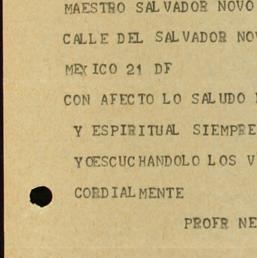 MAESTRO SALVADOR NOVO
CALLE DEL SALVADOR NOV
MEXICO 21 DF
CON AFECTO LO SALUDO
Y ESPIRITUAL SIEMPRE
YOESCUCHANDOLO LOS V
CORDIALMENTE
PROFR NE